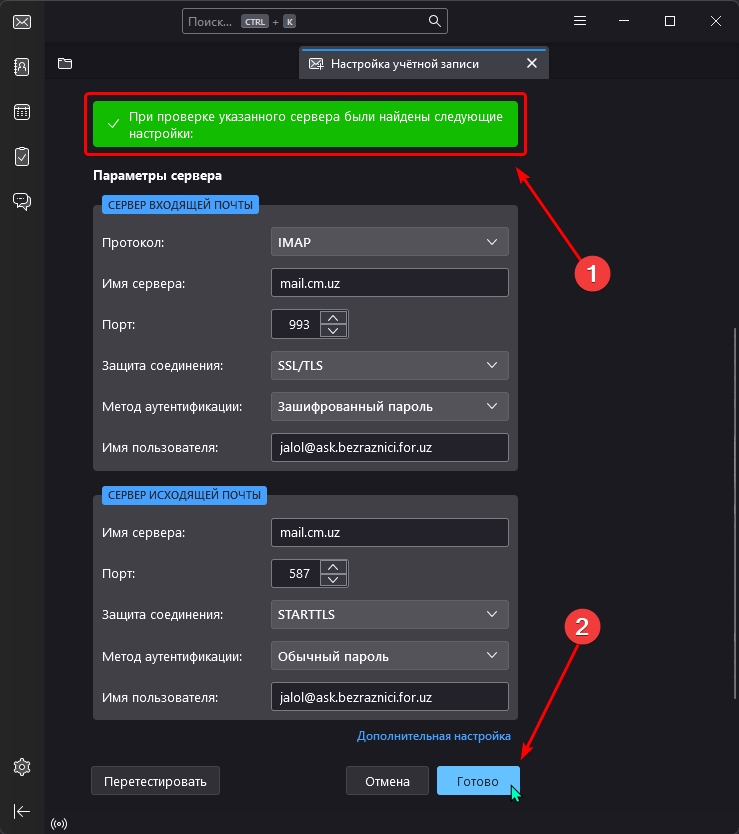 Поиск... CTRL + K
Настройка учётной записи
При проверке указанного сервера были найдены следующие
настройки:
Параметры сервера
СЕРВЕР ВХОДЯЩЕЙ ПОЧТЫ
Протокол: IMAP
1
Имя сервера: mail.cm.uz
Порт: 993
Защита соединения: SSL/TLS
Метод аутентификации: Зашифрованный пароль
Имя пользователя: jalol@ask.bezraznici.for.uz
СЕРВЕР ИСХОДЯЩЕЙ ПОЧТЫ
Имя сервера: mail.cm.uz
Порт: 587
Защита соединения: STARTTLS
2
Метод аутентификации: Обычный пароль
Имя пользователя: jalol@ask.bezraznici.for.uz
Дополнительная настройка
Перетестировать Отмена Готово